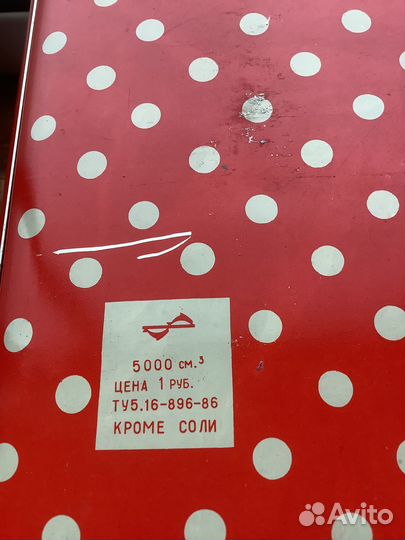 5000 см.³
ЦЕНА 1 РУБ.
ТУ5.16-896-86
КРОМЕ СОЛИ
Avito